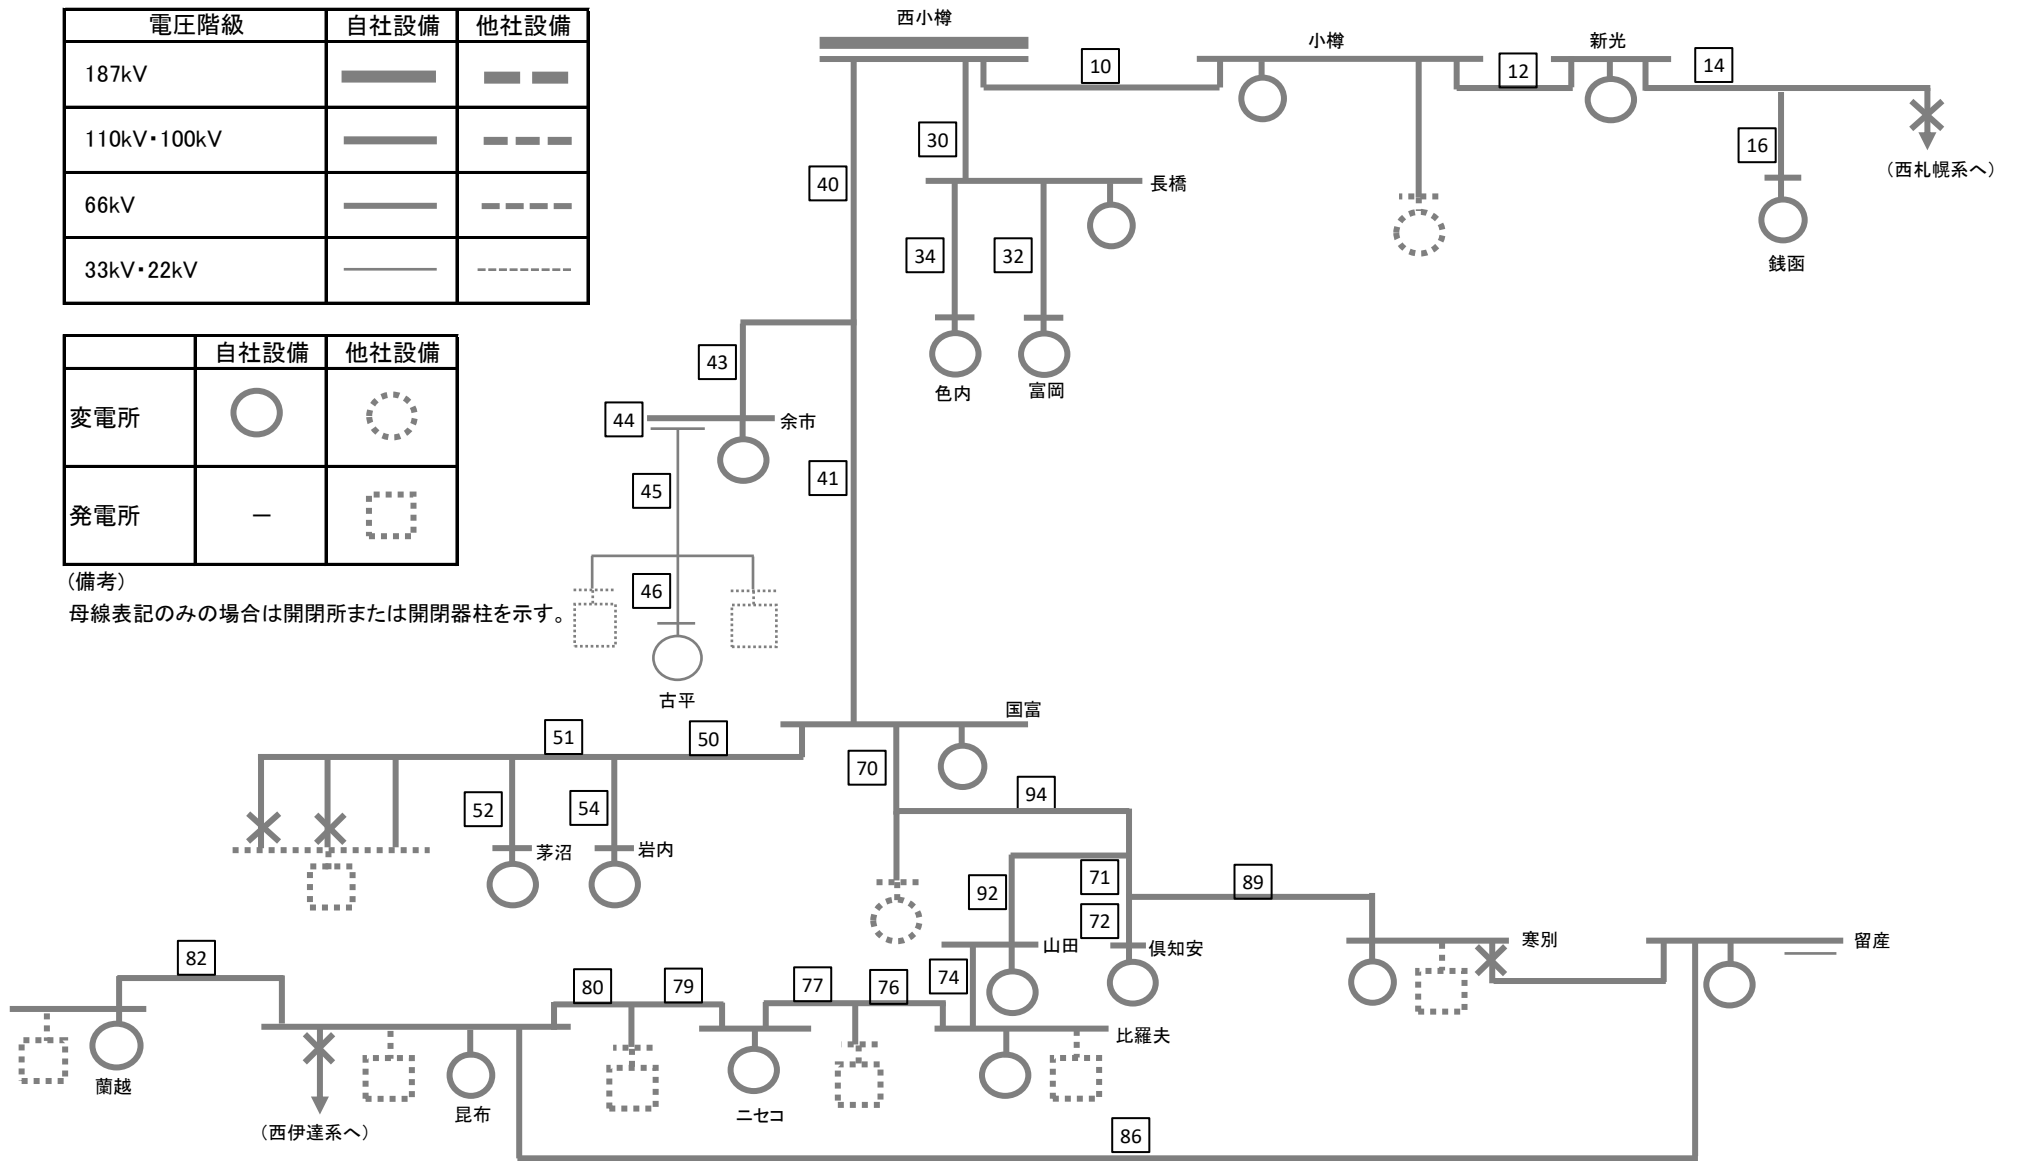 電圧階級 自社設備 他社設備
187kV
110kV・100kV
66kV
33kV・22kV
自社設備 他社設備
変電所
発電所 －
(備考)
母線表記のみの場合は開閉所または開閉器柱を示す。
西小樽
小樽
新光
10
12
14
30
16
(西札幌系へ)
40
長橋
34
32
銭函
43
色内
富岡
44
余市
45
41
46
古平
国富
51
50
70
94
52
54
茅沼
岩内
92
71
89
72
山田
倶知安
寒別
留産
82
80
79
77
76
74
比羅夫
蘭越
(西伊達系へ)
昆布
ニセコ
86